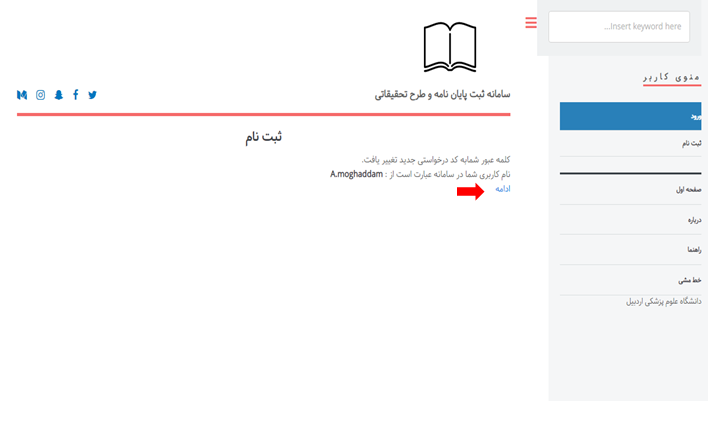 Insert keyword here...
منوی کاربر
ورود
ثبت نام
صفحه اول
درباره
راهنما
خط مشی
دانشگاه علوم پزشکی اردبیل
سامانه ثبت پایان نامه و طرح تحقیقاتی
ثبت نام
کلمه عبور شمابه کد درخواستی جدید تغییر یافت.
نام کاربری شما در سامانه عبارت است از : A.moghaddam
ادامه